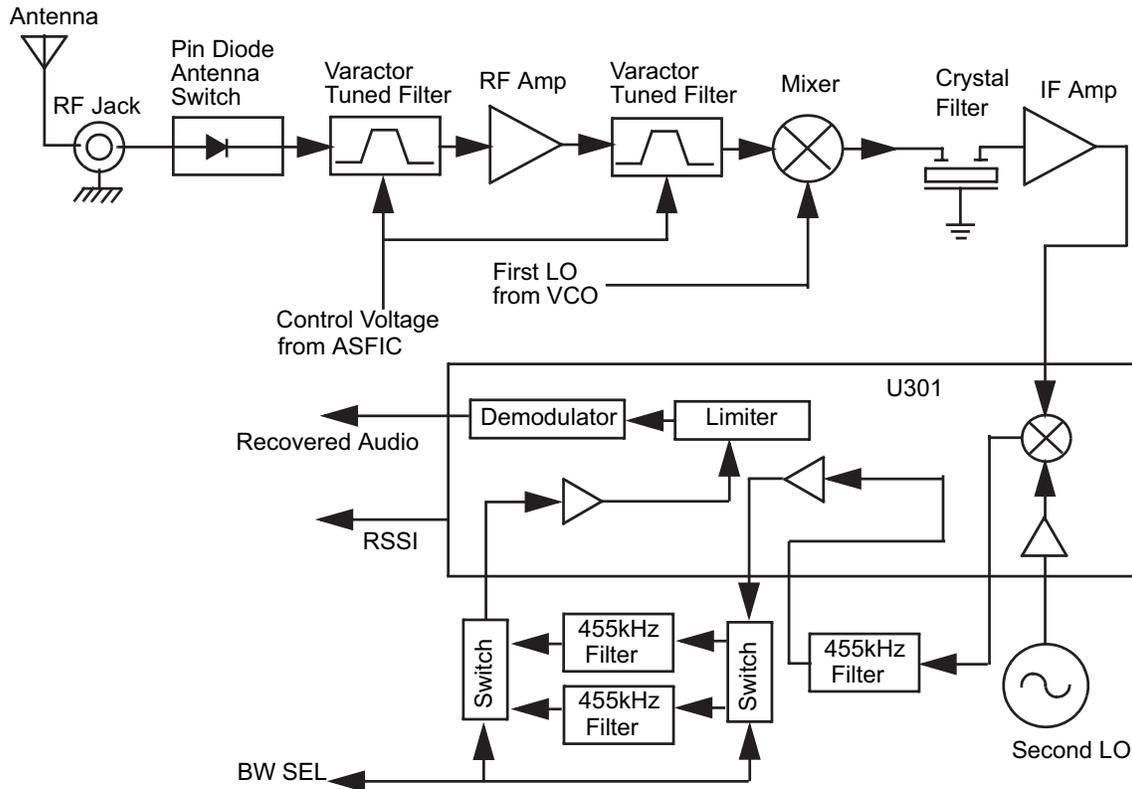 Antenna
RF Jack
Pin Diode
Antenna
Switch
Varactor
Tuned Filter
RF Amp
Varactor
Tuned Filter
Mixer
Crystal
Filter
IF Amp
Control Voltage
from ASFIC
First LO
from VCO
U301
Demodulator
Limiter
Recovered Audio
RSSI
Switch
455kHz
Filter
455kHz
Filter
Switch
455kHz
Filter
Second LO
BW SEL